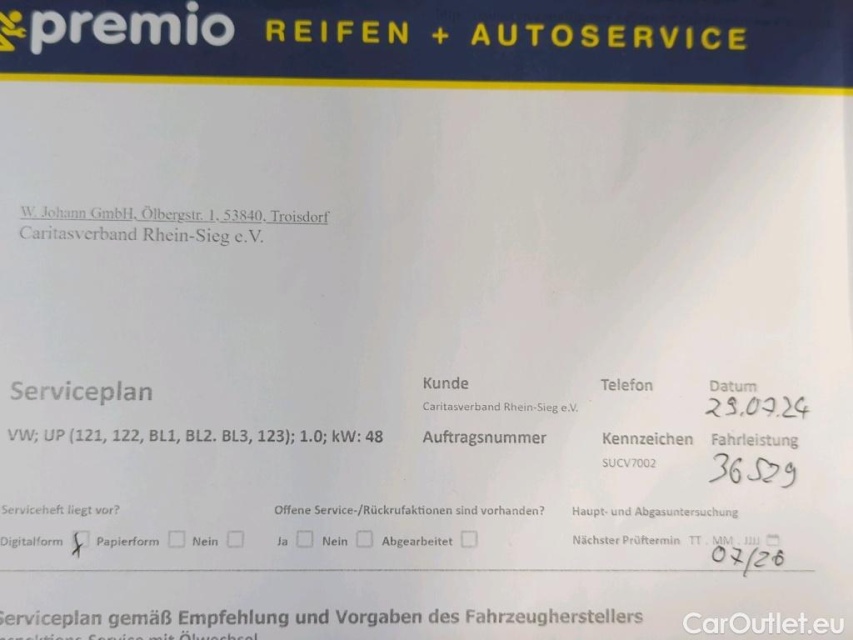 premio REIFEN + AUTOSERVICE
W. Johann GmbH, Ölbergstr. 1, 53840, Troisdorf
Caritasverband Rhein-Sieg e.V.
Serviceplan
Kunde Telefon Datum
Caritasverband Rhein-Sieg e.V. 29.07.24
VW; UP (121, 122, BL1, BL2. BL3, 123); 1.0; kW: 48 Auftragsnummer Kennzeichen Fahrleistung
SUCV7002 36529
Serviceheft liegt vor? Offene Service-/Rückrufaktionen sind vorhanden? Haupt- und Abgasuntersuchung
Digitalform Papierform Nein Ja Nein Abgearbeitet Nächster Prüftermin TT . MM . JJJJ
07/26
Serviceplan gemäß Empfehlung und Vorgaben des Fahrzeugherstellers
Service mit Ölwechsel
CarOutlet.eu